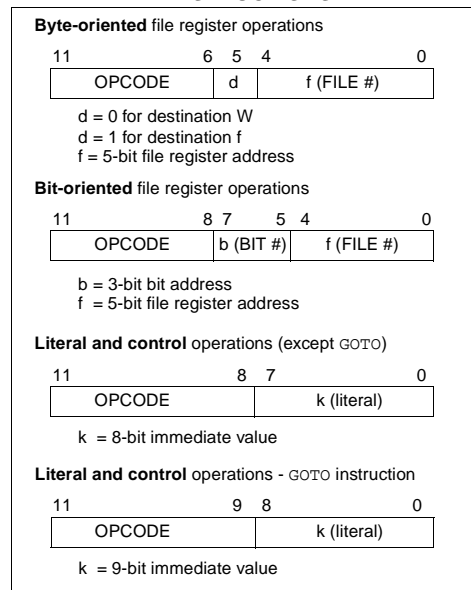 Byte-oriented file register operations
11 6 5 4 0
OPCODE d f (FILE #)
d = 0 for destination W
d = 1 for destination f
f = 5-bit file register address
Bit-oriented file register operations
11 8 7 5 4 0
OPCODE b (BIT #) f (FILE #)
b = 3-bit bit address
f = 5-bit file register address
Literal and control operations (except GOTO)
11 8 7 0
OPCODE k (literal)
k = 8-bit immediate value
Literal and control operations - GOTO instruction
11 9 8 0
OPCODE k (literal)
k = 9-bit immediate value